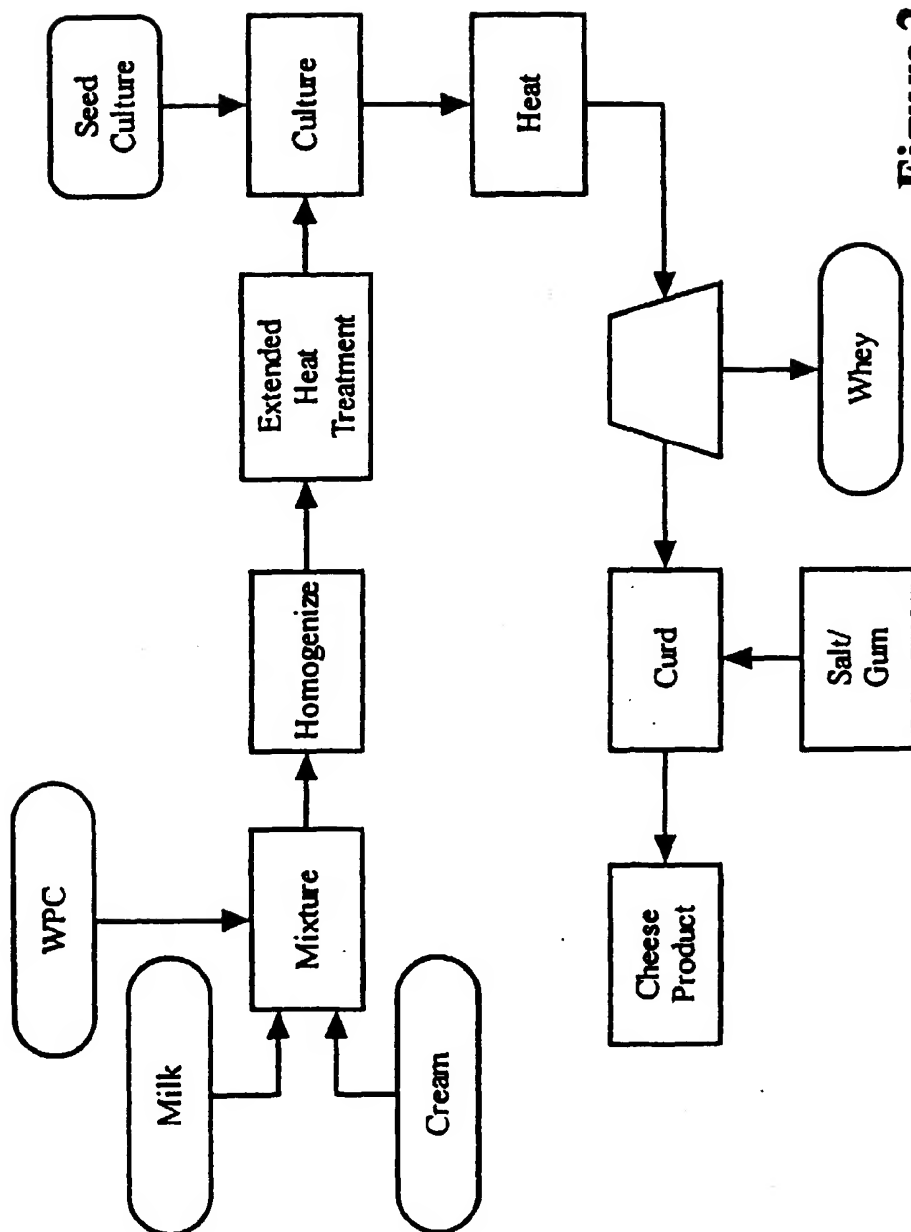 WPC
Milk
Cream
Mixture
Homogenize
Extended
Heat
Treatment
Seed
Culture
Culture
Heat
Whey
Curd
Salt/
Gum
Cheese
Product